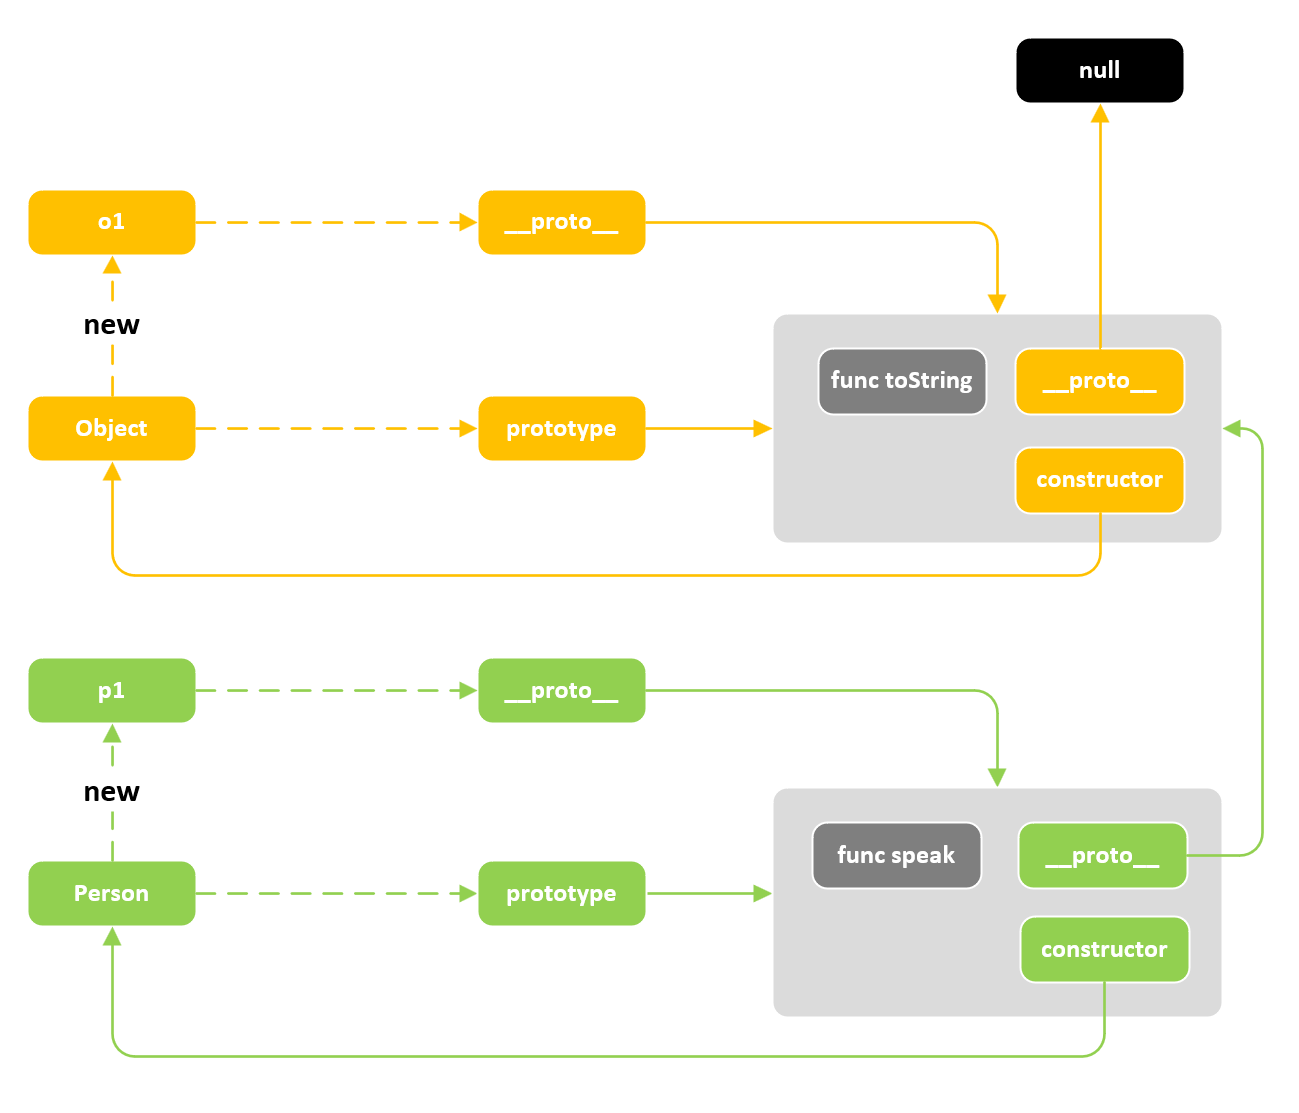 null
o1
__proto__
new
func toString
__proto__
Object
prototype
constructor
p1
__proto__
new
func speak
__proto__
Person
prototype
constructor